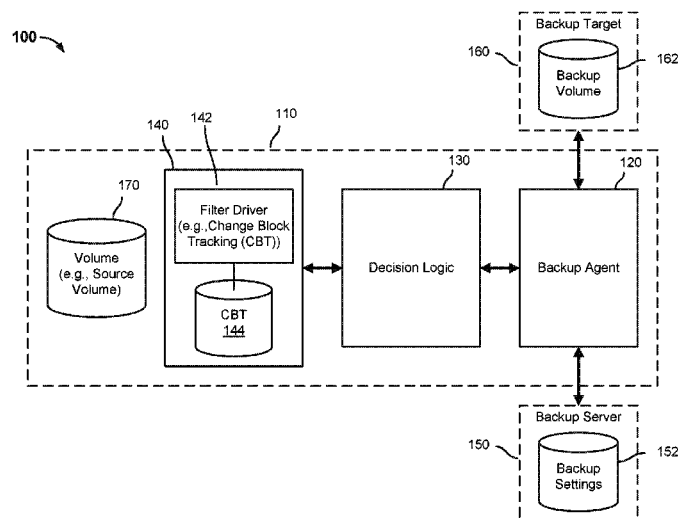 100
Backup Target
160
162
Backup
Volume
110
140
142
170
130
120
Filter Driver
(e.g.,Change Block
Tracking (CBT))
Volume
(e.g., Source
Volume)
Decision Logic
Backup Agent
CBT
144
Backup Server
150
152
Backup
Settings